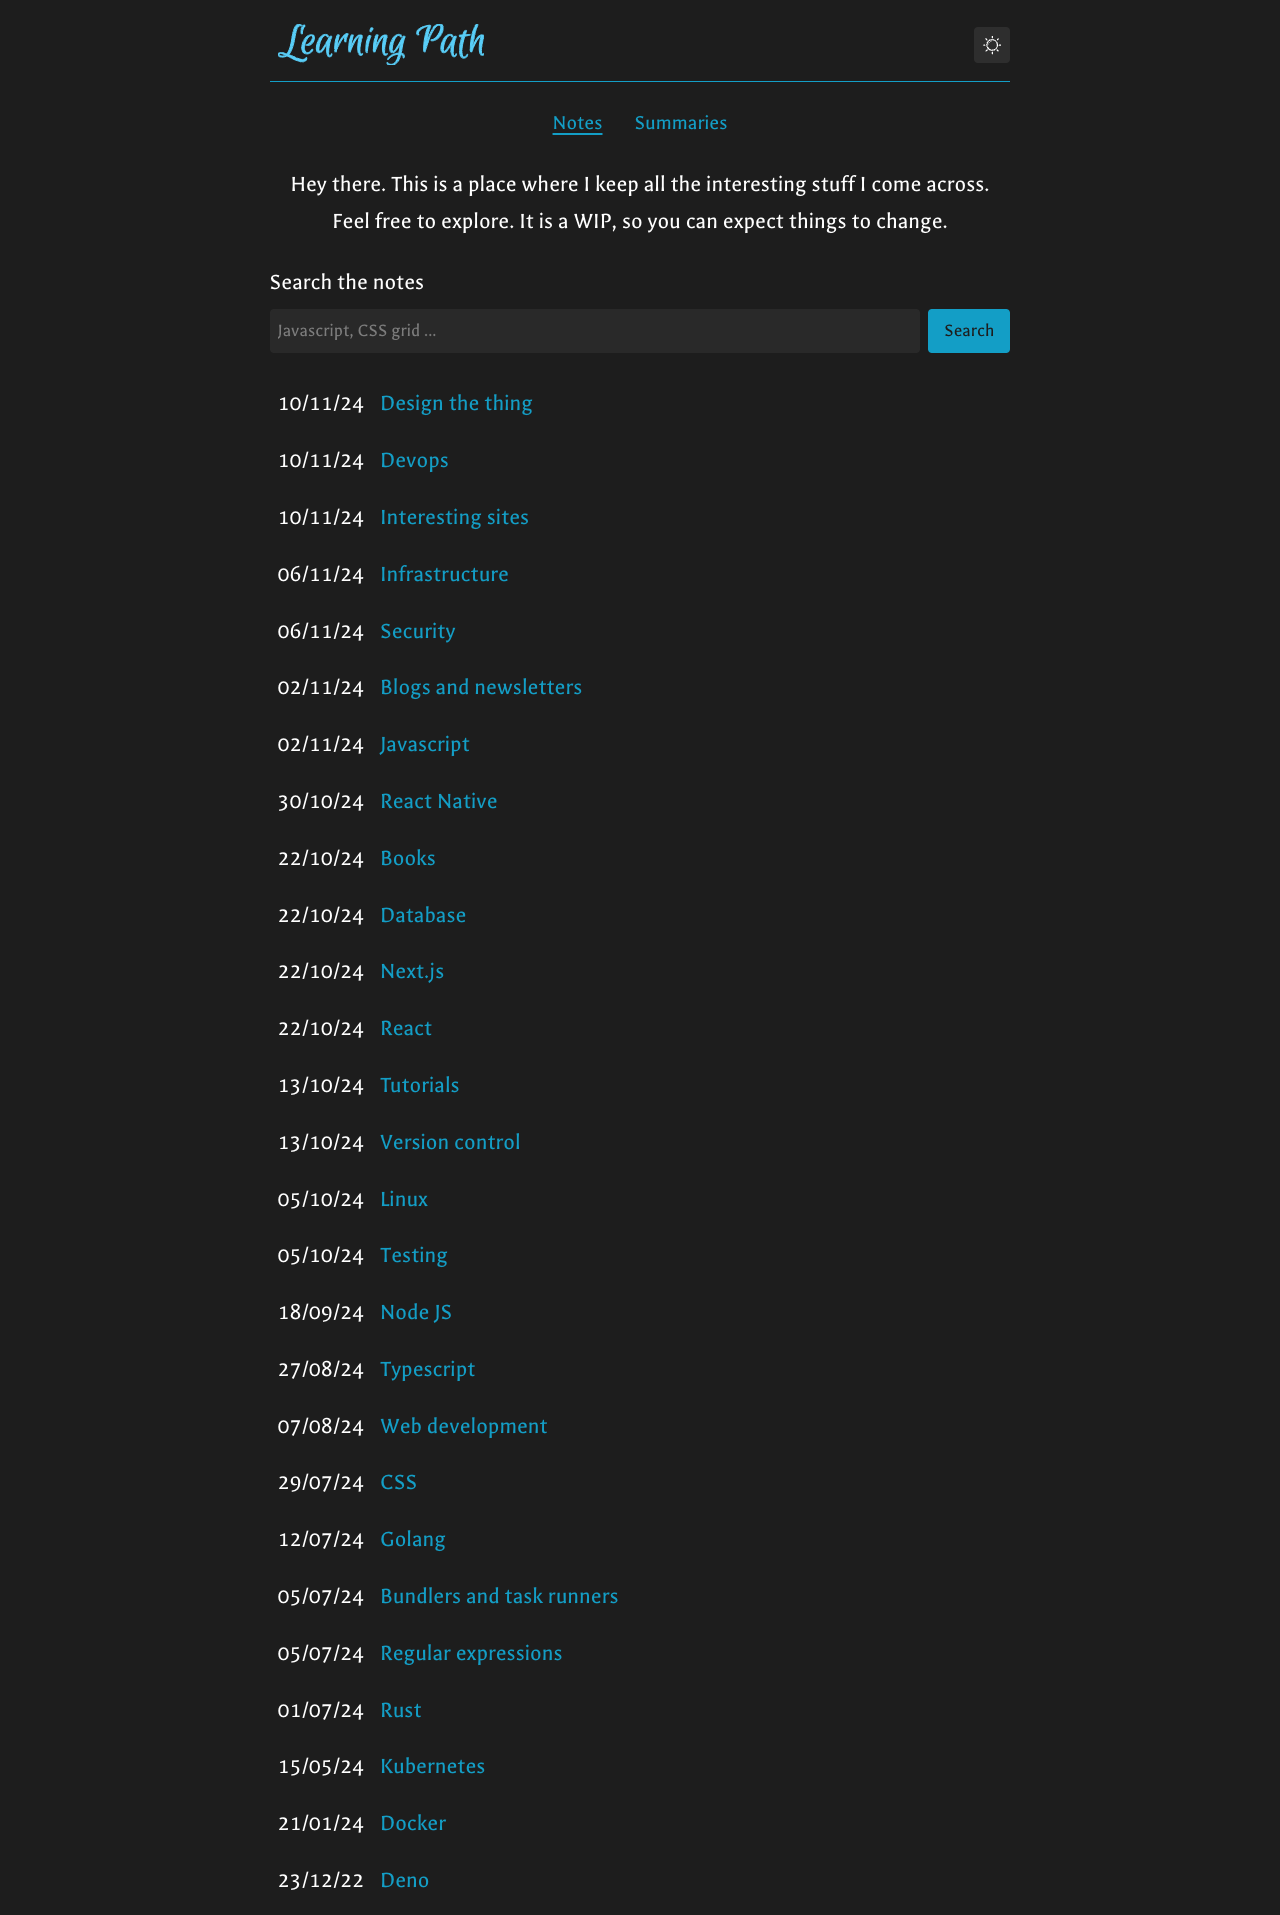 Learning Path
Notes Summaries
Hey there. This is a place where I keep all the interesting stuff I come across.
Feel free to explore. It is a WIP, so you can expect things to change.
Search the notes
Javascript, CSS grid ... Search
10/11/24 Design the thing
10/11/24 Devops
10/11/24 Interesting sites
06/11/24 Infrastructure
06/11/24 Security
02/11/24 Blogs and newsletters
02/11/24 Javascript
30/10/24 React Native
22/10/24 Books
22/10/24 Database
22/10/24 Next.js
22/10/24 React
13/10/24 Tutorials
13/10/24 Version control
05/10/24 Linux
05/10/24 Testing
18/09/24 Node JS
27/08/24 Typescript
07/08/24 Web development
29/07/24 CSS
12/07/24 Golang
05/07/24 Bundlers and task runners
05/07/24 Regular expressions
01/07/24 Rust
15/05/24 Kubernetes
21/01/24 Docker
23/12/22 Deno